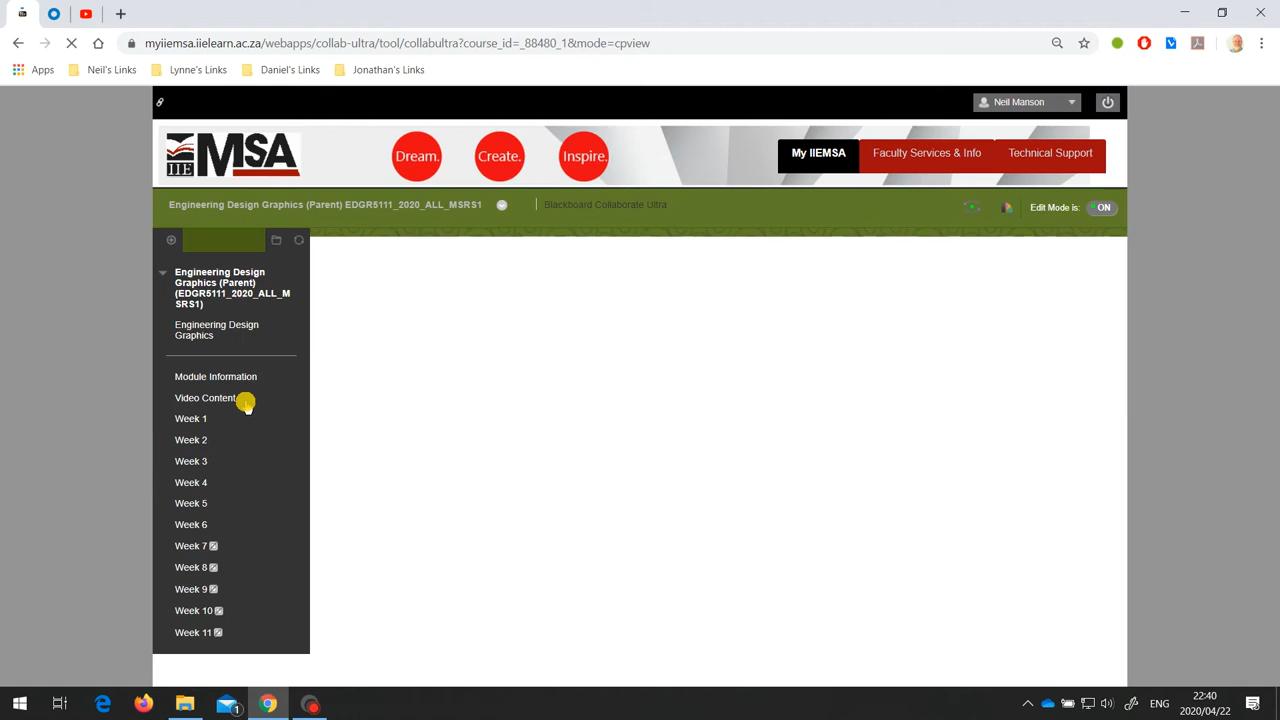 myiiemsa.iielearn.ac.za/webapps/collab-ultra/tool/collabultra?course_id=_88480_1&mode=cpview
Apps Neil's Links Lynne's Links Daniel's Links Jonathan's Links
Neil Manson
IIE MSA Dream. Create. Inspire. My IIEMSA Faculty Services & Info Technical Support
Engineering Design Graphics (Parent) EDGR5111_2020_ALL_MSRS1 Blackboard Collaborate Ultra Edit Mode is: ON
Engineering Design
Graphics (Parent)
(EDGR5111_2020_ALL_M
SRS1)
Engineering Design
Graphics
Module Information
Video Content
Week 1
Week 2
Week 3
Week 4
Week 5
Week 6
Week 7
Week 8
Week 9
Week 10
Week 11
1 ENG 22:40
2020/04/22